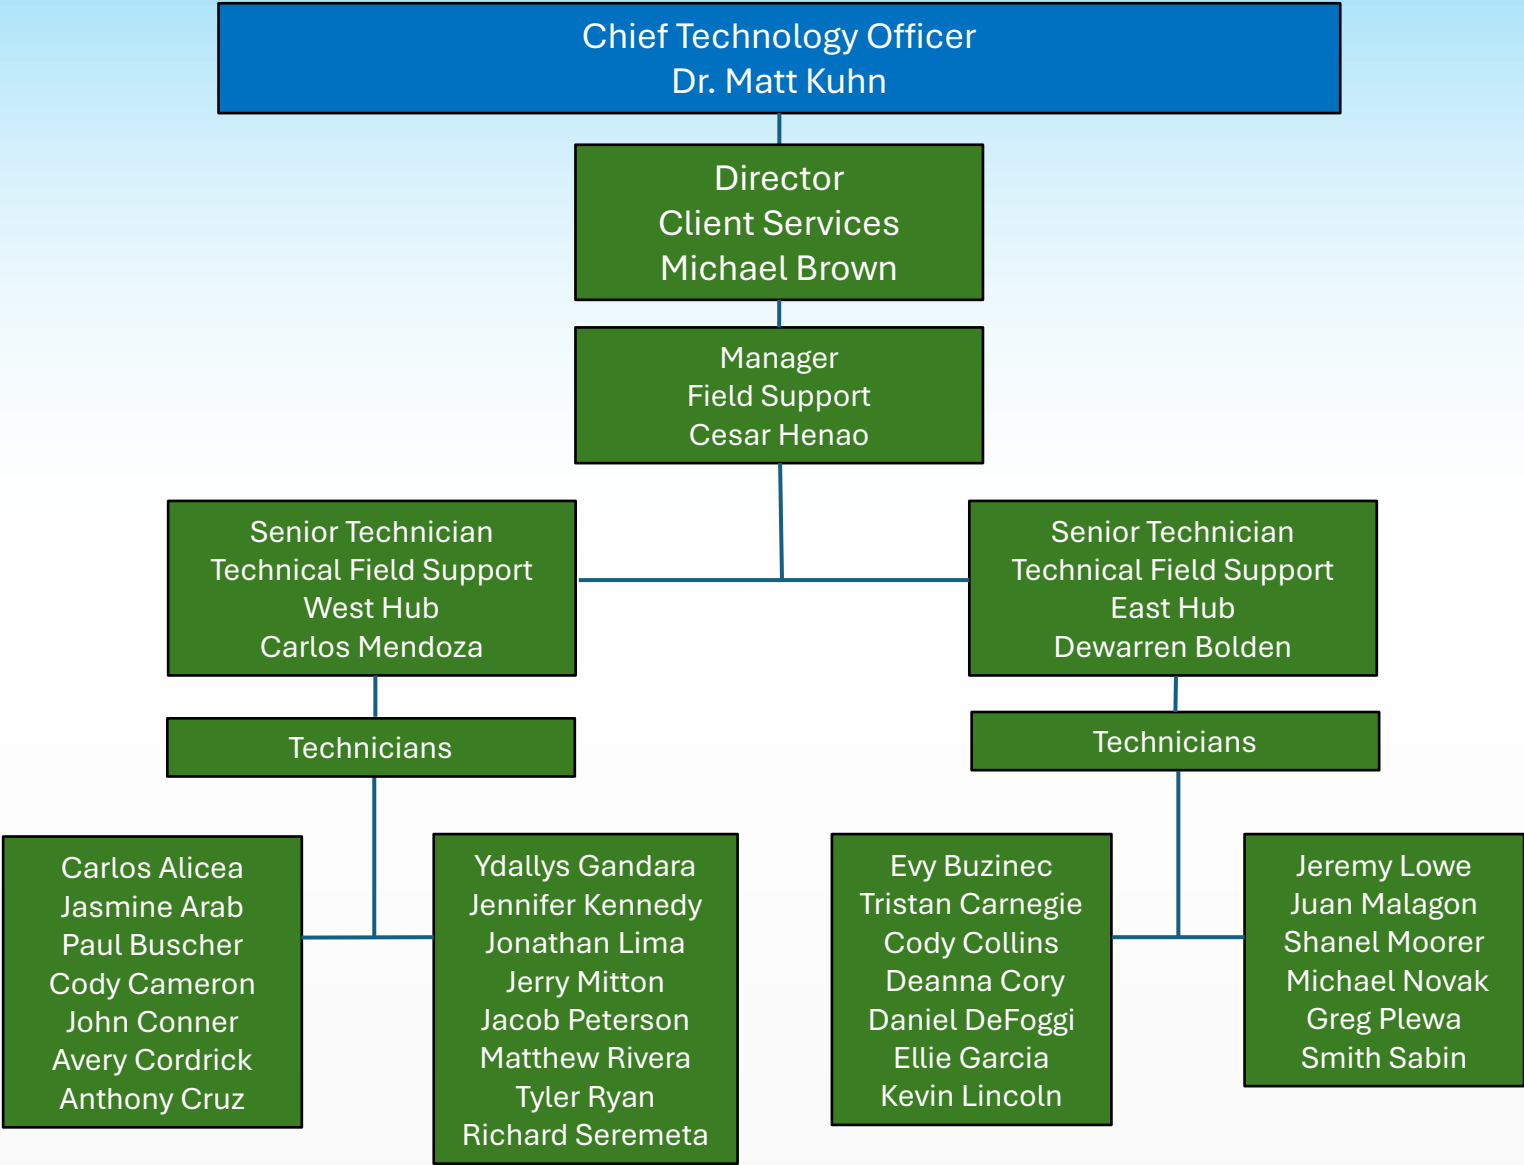 Chief Technology Officer
Dr. Matt Kuhn
Director
Client Services
Michael Brown
Manager
Field Support
Cesar Henao
Senior Technician
Technical Field Support
West Hub
Carlos Mendoza
Senior Technician
Technical Field Support
East Hub
Dewarren Bolden
Technicians
Technicians
Carlos Alicea
Jasmine Arab
Paul Buscher
Cody Cameron
John Conner
Avery Cordrick
Anthony Cruz
Ydallys Gandara
Jennifer Kennedy
Jonathan Lima
Jerry Mitton
Jacob Peterson
Matthew Rivera
Tyler Ryan
Richard Seremeta
Evy Buzinec
Tristan Carnegie
Cody Collins
Deanna Cory
Daniel DeFoggi
Ellie Garcia
Kevin Lincoln
Jeremy Lowe
Juan Malagon
Shanel Moorer
Michael Novak
Greg Plewa
Smith Sabin